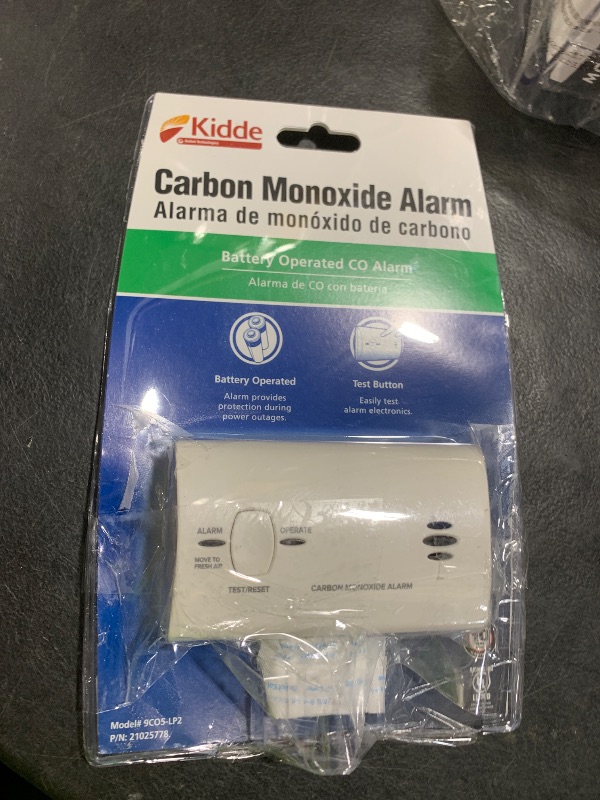 Kidde
Carbon Monoxide Alarm
Alarma de monóxido de carbono
Battery Operated CO Alarm
Alarma de CO con batería
Battery Operated
Alarm provides
protection during
power outages.
Test Button
Easily test
alarm electronics.
ALARM
OPERATE
MOVE TO
FRESH AIR
TEST/RESET
CARBON MONOXIDE ALARM
Model# 9CO5-LP2
P/N: 21025778